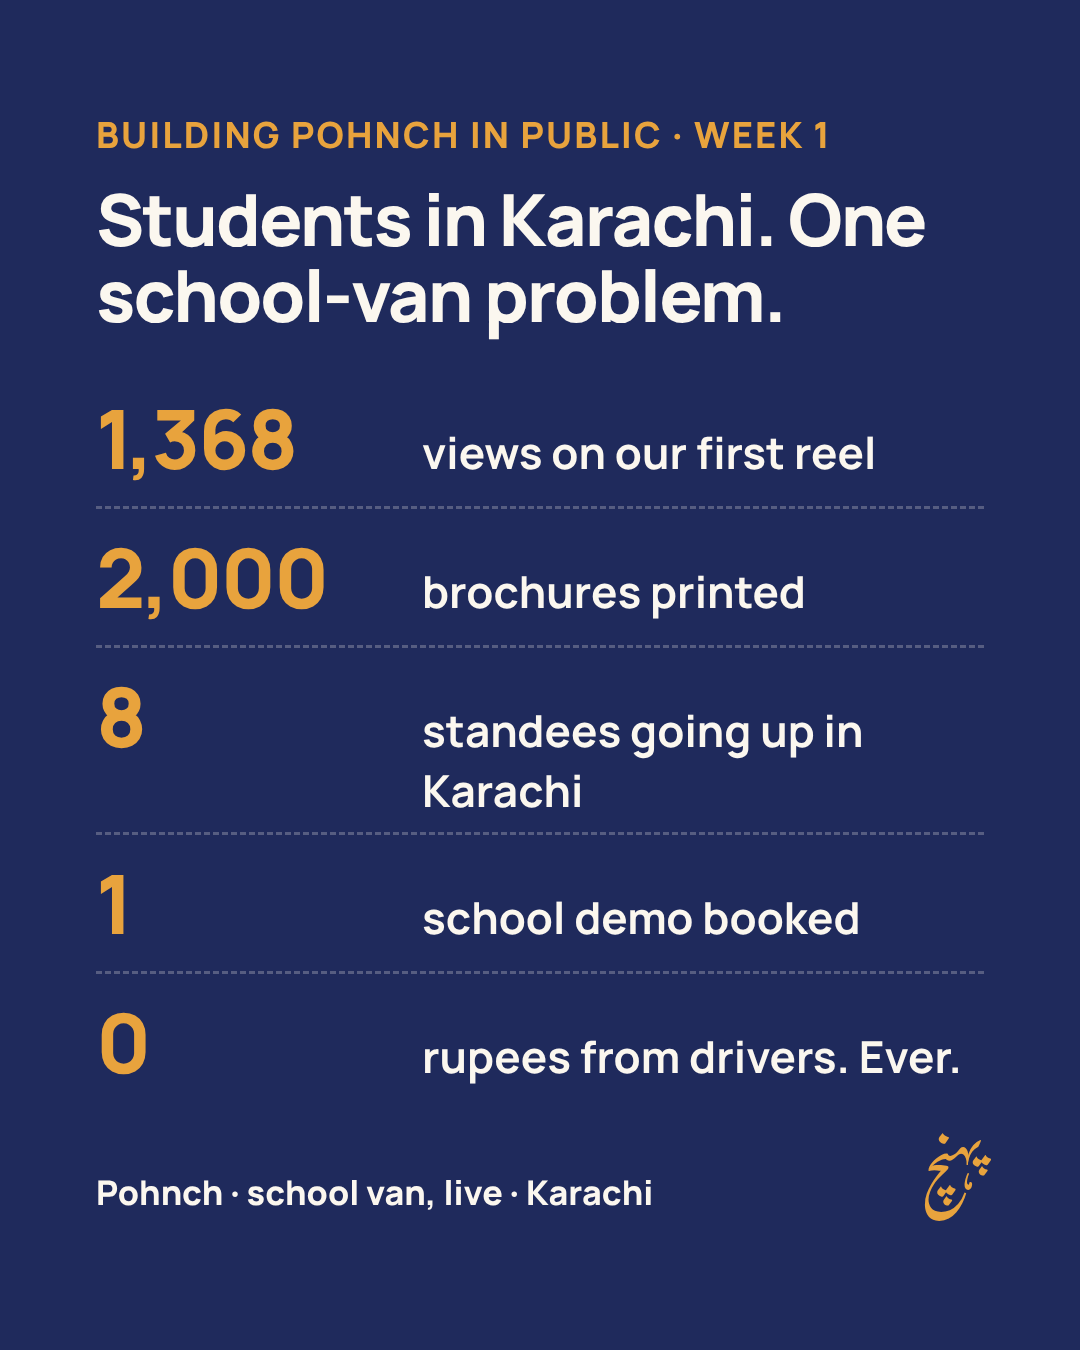 BUILDING POHNCH IN PUBLIC · WEEK 1
Students in Karachi. One
school-van problem.
1,368 views on our first reel
2,000 brochures printed
8 standees going up in
Karachi
1 school demo booked
0 rupees from drivers. Ever.
Pohnch · school van, live · Karachi
پہنچ